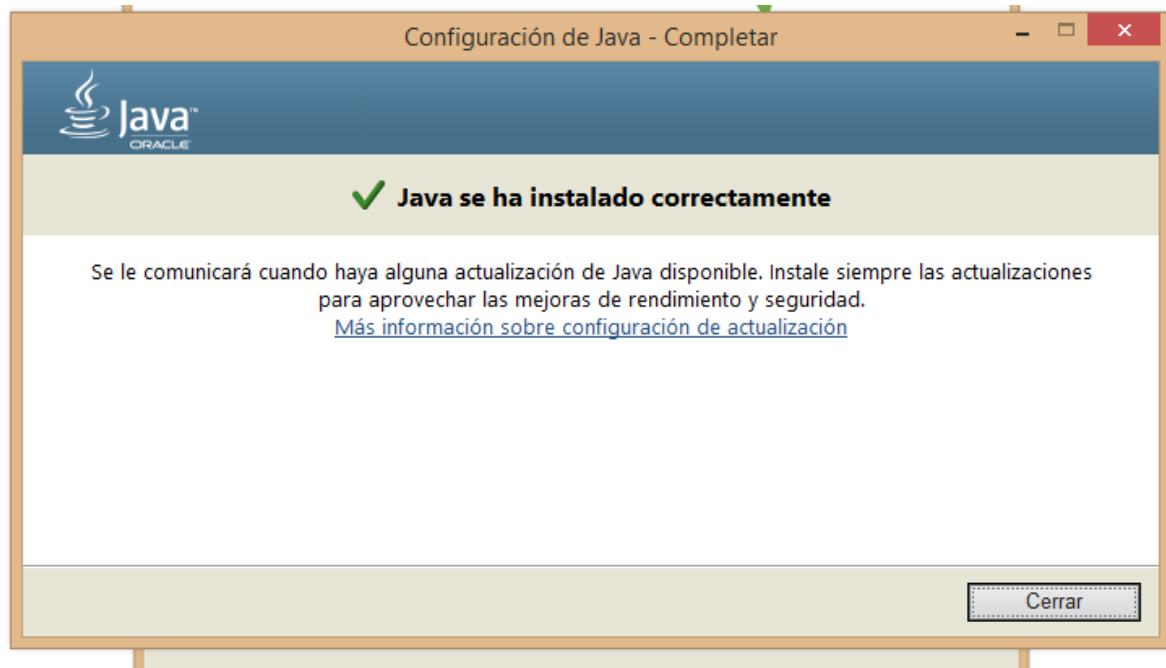 Configuración de Java - Completar
Java™
ORACLE
Java se ha instalado correctamente
Se le comunicará cuando haya alguna actualización de Java disponible. Instale siempre las actualizaciones
para aprovechar las mejoras de rendimiento y seguridad.
Más información sobre configuración de actualización
Cerrar